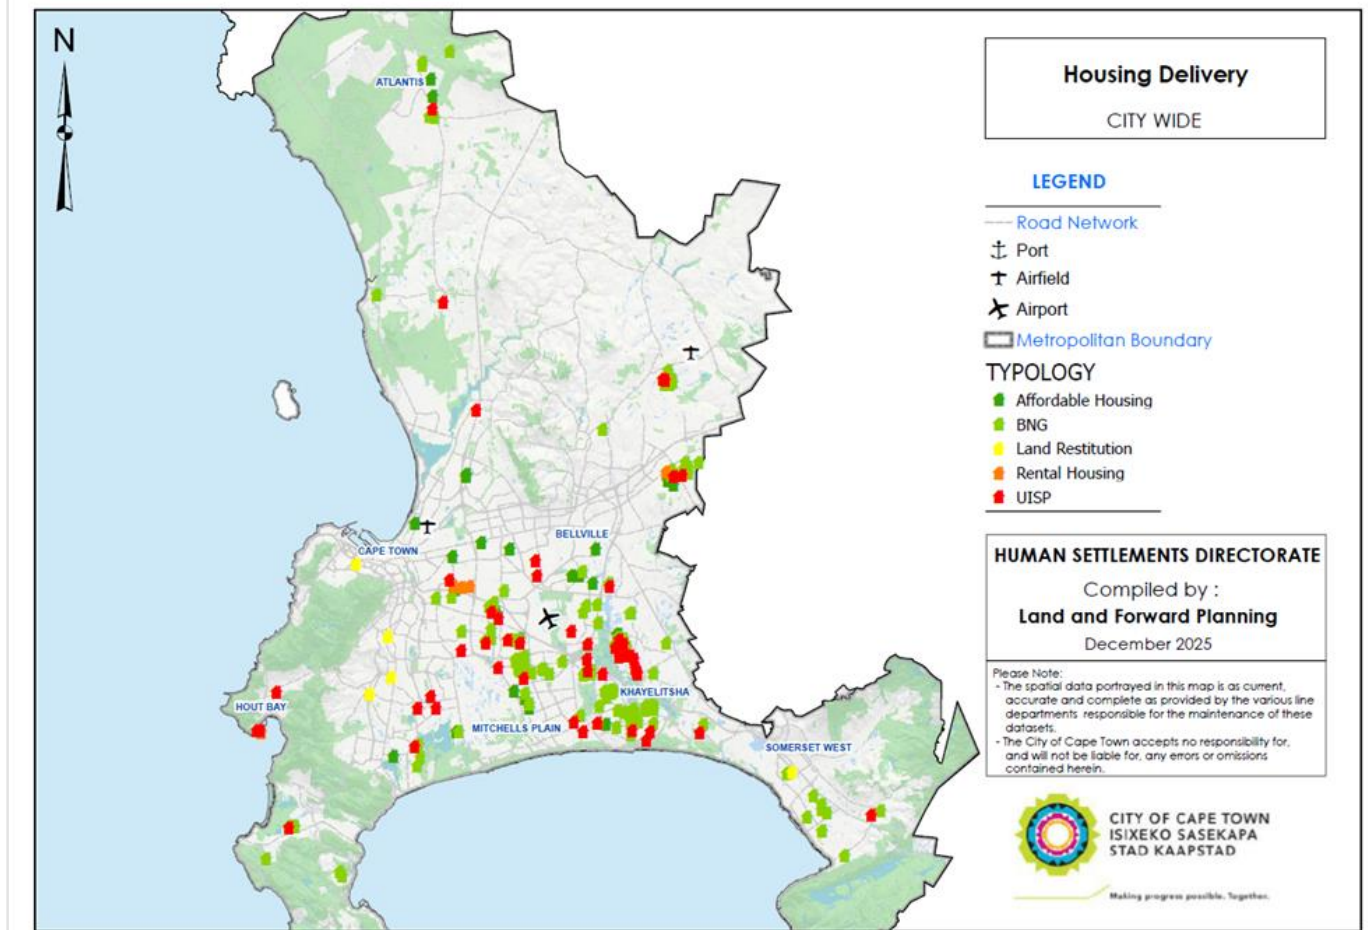 N
ATLANTIS
BELLVILLE
CAPE TOWN
KHAYELITSHA
HOUT BAY
MITCHELLS PLAIN
SOMERSET WEST
Housing Delivery
CITY WIDE
LEGEND
Road Network
Port
Airfield
Airport
Metropolitan Boundary
TYPOLOGY
Affordable Housing
BNG
Land Restitution
Rental Housing
UISP
HUMAN SETTLEMENTS DIRECTORATE
Compiled by :
Land and Forward Planning
December 2025
Please Note:
- The spatial data portrayed in this map is as current,
accurate and complete as provided by the various line
departments responsible for the maintenance of these
datasets.
- The City of Cape Town accepts no responsibility for,
and will not be liable for, any errors or omissions
contained herein.
CITY OF CAPE TOWN
ISIXEKO SASEKAPA
STAD KAAPSTAD
Making progress possible. Together.